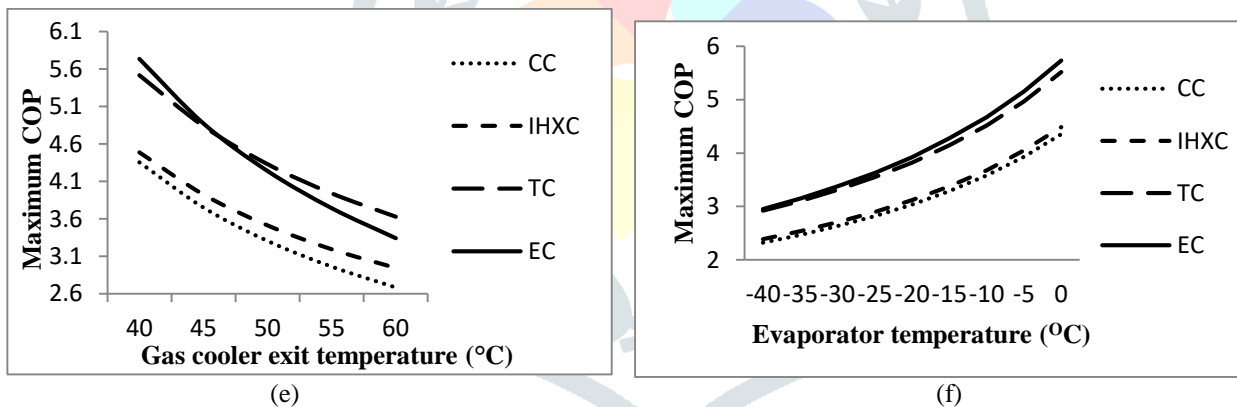 Maximum COP
6.1
5.6
5.1
4.6
4.1
3.6
3.1
2.6
40 45 50 55 60
Gas cooler exit temperature (°C)
CC
IHXC
TC
EC
(e)
Maximum COP
6
5
4
3
2
-40 -35 -30 -25 -20 -15 -10 -5 0
Evaporator temperature (ᴼC)
CC
IHXC
TC
EC
(f)